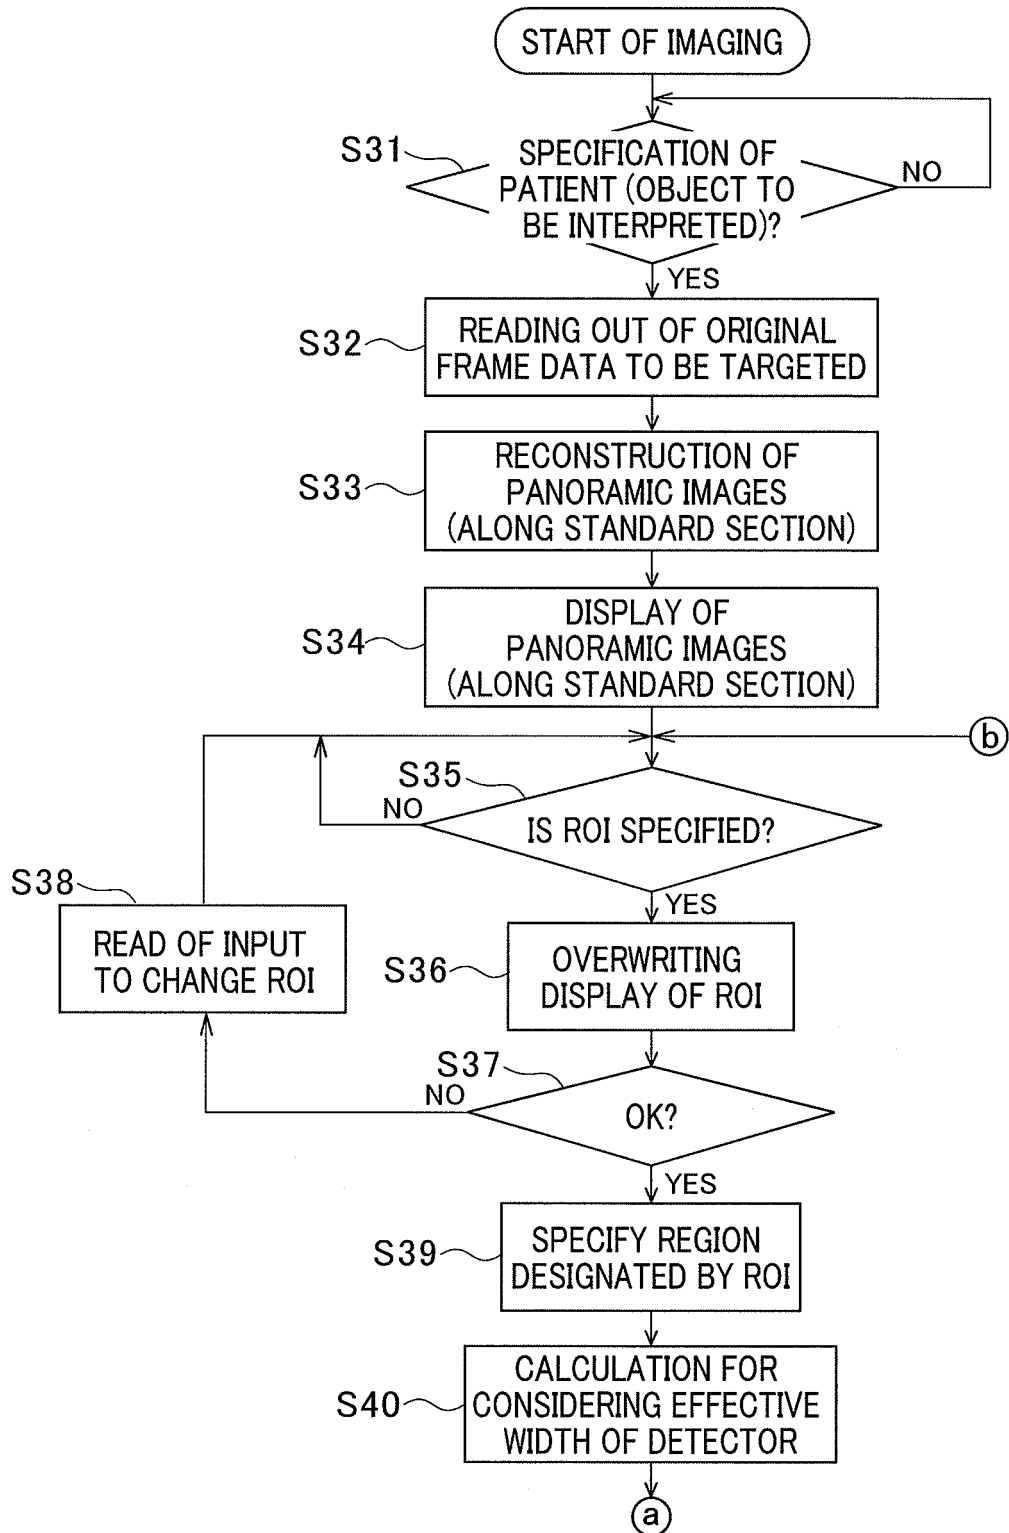 START OF IMAGING
S31
SPECIFICATION OF
PATIENT (OBJECT TO
BE INTERPRETED)?
NO
YES
S32
READING OUT OF ORIGINAL
FRAME DATA TO BE TARGETED
S33
RECONSTRUCTION OF
PANORAMIC IMAGES
(ALONG STANDARD SECTION)
S34
DISPLAY OF
PANORAMIC IMAGES
(ALONG STANDARD SECTION)
b
S35
NO
IS ROI SPECIFIED?
YES
S38
READ OF INPUT
TO CHANGE ROI
S36
OVERWRITING
DISPLAY OF ROI
S37
NO
OK?
YES
S39
SPECIFY REGION
DESIGNATED BY ROI
S40
CALCULATION FOR
CONSIDERING EFFECTIVE
WIDTH OF DETECTOR
a